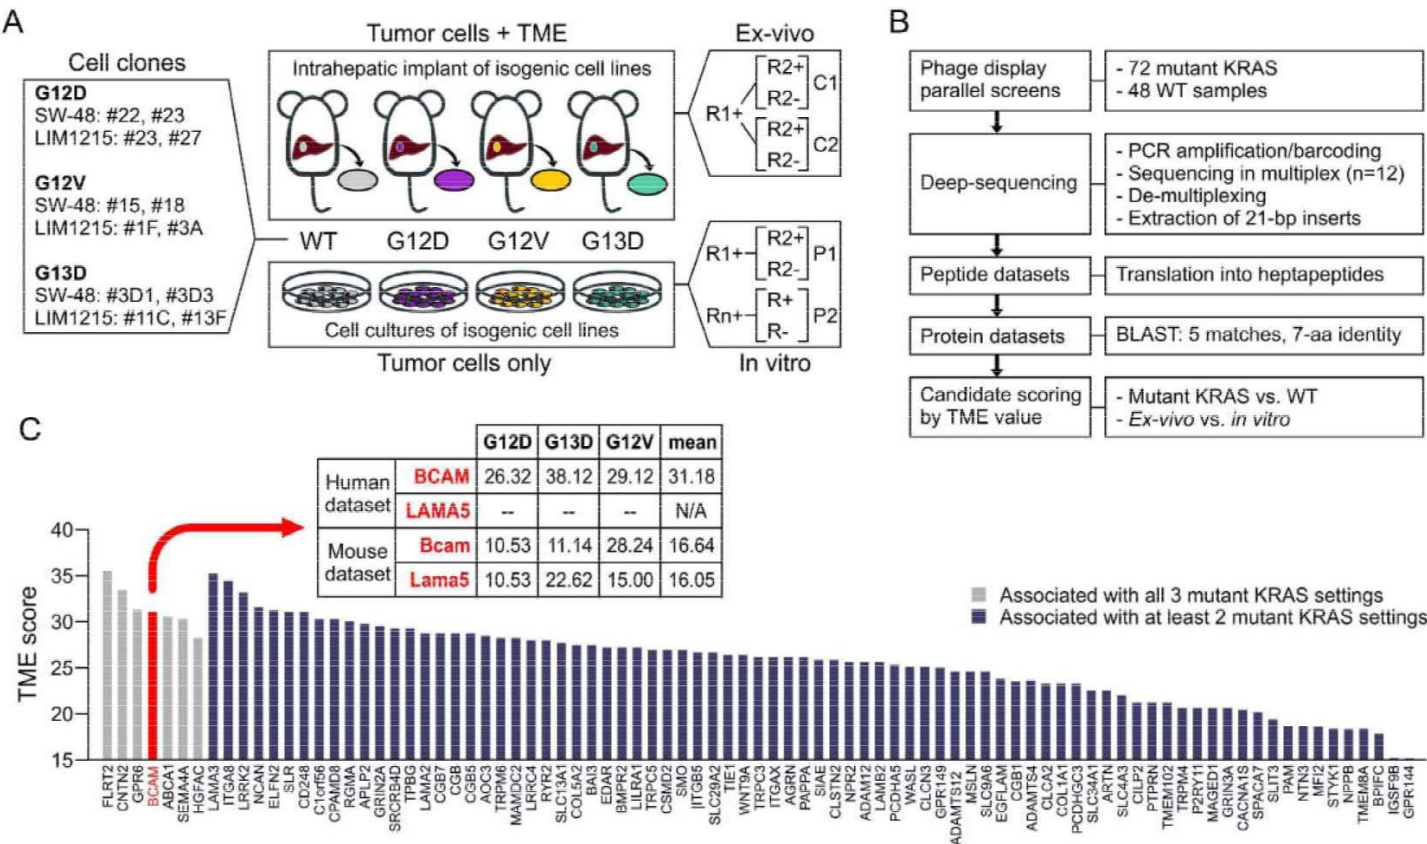 A
Cell clones
G12D
SW-48: #22, #23
LIM1215: #23, #27
G12V
SW-48: #15, #18
LIM1215: #1F, #3A
G13D
SW-48: #3D1, #3D3
LIM1215: #11C, #13F
Tumor cells + TME
Intrahepatic implant of isogenic cell lines
WT G12D G12V G13D
Cell cultures of isogenic cell lines
Tumor cells only
Ex-vivo
R1+
R2+
R2-
C1
R2+
R2-
C2
R1+
R2+
R2-
P1
Rn+
R+
R-
P2
In vitro
B
Phage display
parallel screens
- 72 mutant KRAS
- 48 WT samples
Deep-sequencing
- PCR amplification/barcoding
- Sequencing in multiplex (n=12)
- De-multiplexing
- Extraction of 21-bp inserts
Peptide datasets
Translation into heptapeptides
Protein datasets
BLAST: 5 matches, 7-aa identity
Candidate scoring
by TME value
- Mutant KRAS vs. WT
- Ex-vivo vs. in vitro
C
G12D G13D G12V mean
Human
dataset
BCAM 26.32 38.12 29.12 31.18
LAMA5 -- -- -- N/A
Mouse
dataset
Bcam 10.53 11.14 28.24 16.64
Lama5 10.53 22.62 15.00 16.05
Associated with all 3 mutant KRAS settings
Associated with at least 2 mutant KRAS settings
TME score
40
35
30
25
20
15
FLRT2
CNTN2
GPR6
BCAM
ABCA1
SEMA4A
HGFAC
LAMA3
ITGA8
LRRK2
NCAN
ELFN2
SLR
CD248
C1orf56
CPAMD8
RGMA
APLP2
GRIN2A
SRCRB4D
TPBG
LAMA2
CGB7
CGB
CGB5
AOC3
TRPM6
MAMDC2
LRRC4
RYR2
SLC13A1
COL5A2
BAI3
EDAR
BMPR2
LILRA1
TRPC5
CSMD2
SMO
ITGB5
SLC29A2
TIE1
WNT9A
TRPC3
ITGAX
AGRN
PAPPA
SIAE
CLSTN2
NPR2
ADAM12
LAMB2
PCDHA5
WASL
CLCN3
GPR149
ADAMTS12
MSLN
SLC9A6
EGFLAM
CGB1
ADAMTS4
CLCA2
COL1A1
PCDHGC3
SLC34A1
ARTN
SLC4A3
CILP2
PTPRN
TMEM102
TRPM4
P2RY11
MAGED1
GRIN3A
CACNA1S
SPACA7
SLIT3
PAM
NTN3
MFI2
STYK1
NPPB
TMEM8A
BPIFC
IGSF9B
GPR144